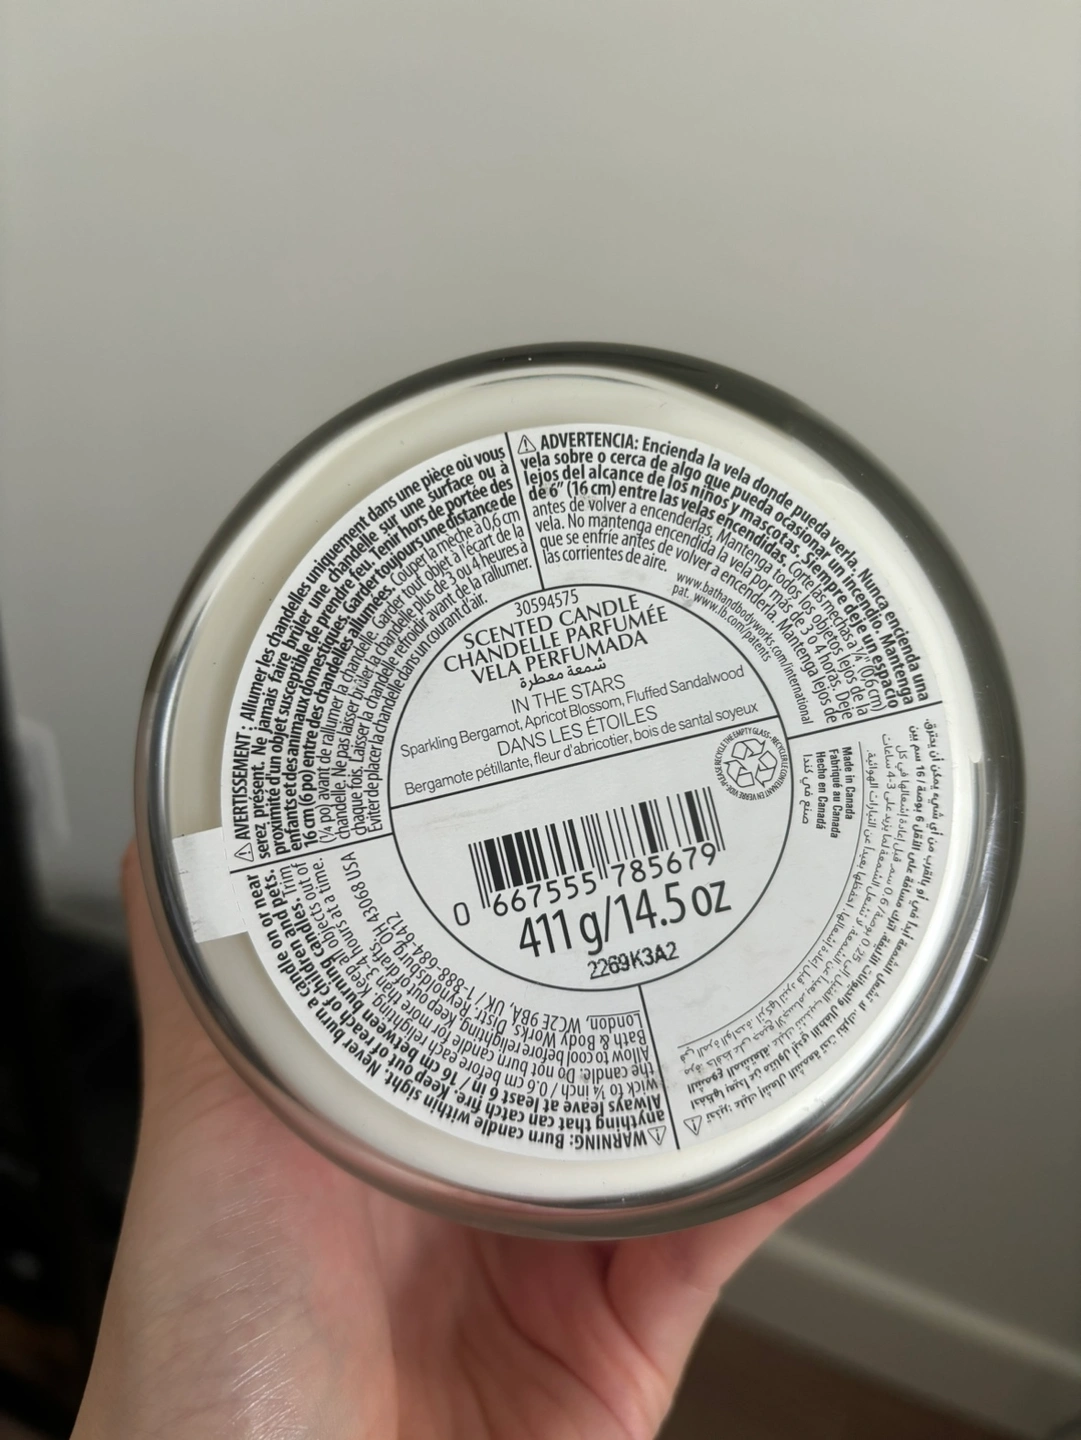 30594575
SCENTED CANDLE
CHANDELLE PARFUMÉE
VELA PERFUMADA
شمعة معطرة
IN THE STARS
Sparkling Bergamot, Apricot Blossom, Fluffed Sandalwood
DANS LES ÉTOILES
Bergamote pétillante, fleur d'abricotier, bois de santal soyeux
PLEASE RECYCLE THE EMPTY GLASS
0 667555 785679
411 g/14.5 oz
2269K3A2
⚠ AVERTISSEMENT : Allumer les chandelles uniquement dans une pièce où vous
serez présent. Ne jamais faire brûler une chandelle sur une surface ou à
proximité d'un objet susceptible de prendre feu. Tenir hors de portée des
enfants et des animaux domestiques. Garder toujours une distance de
16 cm (6 po) entre des chandelles allumées. Couper la mèche à 0,6 cm
(¼ po) avant de rallumer la chandelle. Garder tout objet à l'écart de la
chandelle. Ne pas laisser brûler la chandelle plus de 3 ou 4 heures à
chaque fois. Laisser la chandelle refroidir avant de la rallumer.
Éviter de placer la chandelle dans un courant d'air.
⚠ ADVERTENCIA: Encienda la vela donde pueda verla. Nunca encienda una
vela sobre o cerca de algo que pueda ocasionar un incendio. Mantenga
lejos del alcance de los niños y mascotas. Siempre deje un espacio
de 6" (16 cm) entre las velas encendidas. Corte las mechas a ¼" (0,6 cm)
antes de volver a encenderlas. Mantenga todos los objetos lejos de la
vela. No mantenga encendida la vela por más de 3 o 4 horas. Deje
que se enfríe antes de volver a encenderla. Mantenga lejos de
las corrientes de aire.
www.bathandbodyworks.com/international
pat. www.lb.com/patents
Made in Canada
Fabriqué au Canada
Hecho en Canadá
صنع في كندا
⚠ WARNING: Burn candle within sight. Never burn a candle on or near
anything that can catch fire. Keep out of reach of children and pets.
Always leave at least 6 in / 16 cm between burning candles. Trim
wick to ¼ inch / 0.6 cm before each relighting. Keep all objects out of
the candle. Do not burn candle for more than 3-4 hours at a time.
Allow to cool before relighting. Keep out of drafts.
Bath & Body Works, Distr. Reynoldsburg, OH 43068 USA
London, WC2E 9BA, UK / 1-888-684-6412